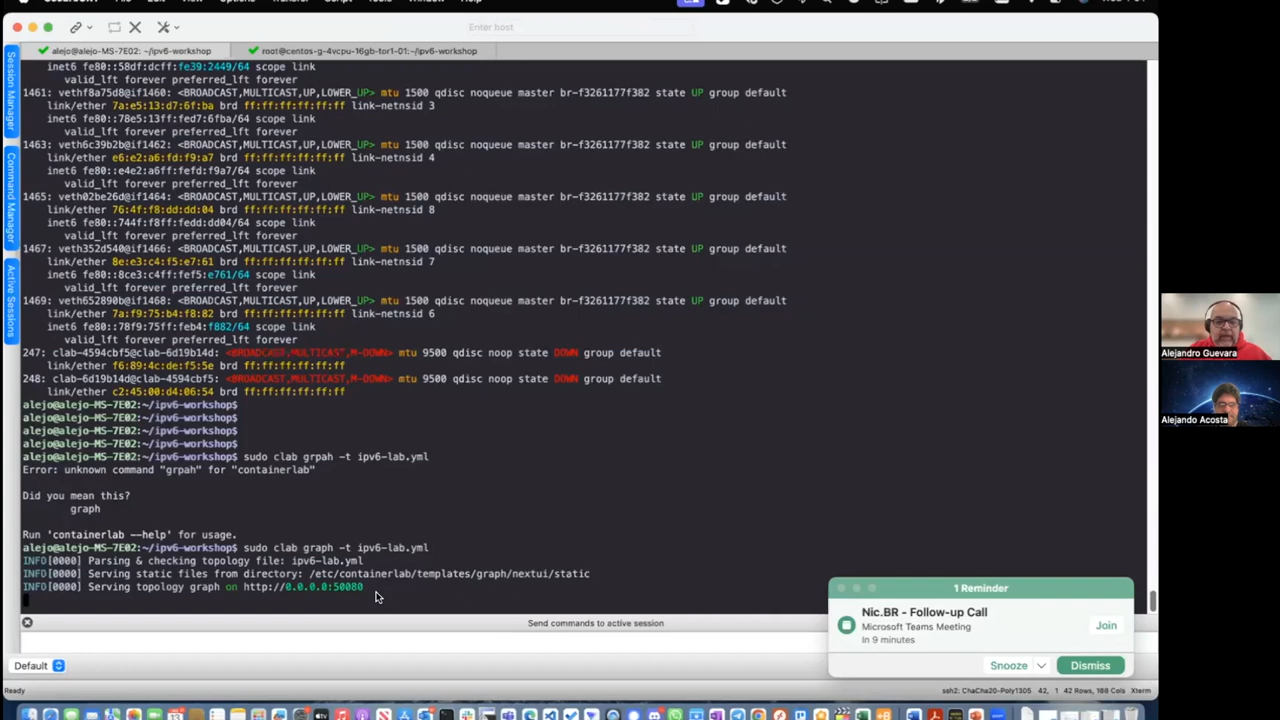 Enter host
alejo@alejo-MS-7E02: ~/ipv6-workshop
root@centos-g-4vcpu-16gb-tor1-01:~/ipv6-workshop
Session Manager
Command Manager
Active Sessions
inet6 fe80::58df:dcff:fe39:2449/64 scope link
valid_lft forever preferred_lft forever
1461: vethf8a75d8@if1460: <BROADCAST,MULTICAST,UP,LOWER_UP> mtu 1500 qdisc noqueue master br-f3261177f382 state UP group default
link/ether 7a:e5:13:d7:6f:ba brd ff:ff:ff:ff:ff:ff link-netnsid 3
inet6 fe80::78e5:13ff:fed7:6fba/64 scope link
valid_lft forever preferred_lft forever
1463: veth6c39b2b@if1462: <BROADCAST,MULTICAST,UP,LOWER_UP> mtu 1500 qdisc noqueue master br-f3261177f382 state UP group default
link/ether e6:e2:a6:fd:f9:a7 brd ff:ff:ff:ff:ff:ff link-netnsid 4
inet6 fe80::e4e2:a6ff:fefd:f9a7/64 scope link
valid_lft forever preferred_lft forever
1465: veth02be26d@if1464: <BROADCAST,MULTICAST,UP,LOWER_UP> mtu 1500 qdisc noqueue master br-f3261177f382 state UP group default
link/ether 76:4f:f8:dd:dd:04 brd ff:ff:ff:ff:ff:ff link-netnsid 8
inet6 fe80::744f:f8ff:fedd:dd04/64 scope link
valid_lft forever preferred_lft forever
1467: veth352d540@if1466: <BROADCAST,MULTICAST,UP,LOWER_UP> mtu 1500 qdisc noqueue master br-f3261177f382 state UP group default
link/ether 8e:e3:c4:f5:e7:61 brd ff:ff:ff:ff:ff:ff link-netnsid 7
inet6 fe80::8ce3:c4ff:fef5:e761/64 scope link
valid_lft forever preferred_lft forever
1469: veth652890b@if1468: <BROADCAST,MULTICAST,UP,LOWER_UP> mtu 1500 qdisc noqueue master br-f3261177f382 state UP group default
link/ether 7a:f9:75:b4:f8:82 brd ff:ff:ff:ff:ff:ff link-netnsid 6
inet6 fe80::78f9:75ff:feb4:f882/64 scope link
valid_lft forever preferred_lft forever
247: clab-4594cbf5@clab-6d19b14d: <BROADCAST,MULTICAST,M-DOWN> mtu 9500 qdisc noop state DOWN group default
link/ether f6:89:4c:de:f5:5e brd ff:ff:ff:ff:ff:ff
248: clab-6d19b14d@clab-4594cbf5: <BROADCAST,MULTICAST,M-DOWN> mtu 9500 qdisc noop state DOWN group default
link/ether c2:45:00:d4:06:54 brd ff:ff:ff:ff:ff:ff
alejo@alejo-MS-7E02:~/ipv6-workshop$
alejo@alejo-MS-7E02:~/ipv6-workshop$
alejo@alejo-MS-7E02:~/ipv6-workshop$
alejo@alejo-MS-7E02:~/ipv6-workshop$
alejo@alejo-MS-7E02:~/ipv6-workshop$ sudo clab grpah -t ipv6-lab.yml
Error: unknown command "grpah" for "containerlab"
Did you mean this?
graph
Run 'containerlab --help' for usage.
alejo@alejo-MS-7E02:~/ipv6-workshop$ sudo clab graph -t ipv6-lab.yml
INFO[0000] Parsing & checking topology file: ipv6-lab.yml
INFO[0000] Serving static files from directory: /etc/containerlab/templates/graph/nextui/static
INFO[0000] Serving topology graph on http://0.0.0.0:50080
Send commands to active session
Default
Ready
ssh2: ChaCha20-Poly1305 42, 1 42 Rows, 168 Cols Xterm
1 Reminder
Nic.BR - Follow-up Call
Microsoft Teams Meeting
In 9 minutes
Join
Snooze
Dismiss
Alejandro Guevara
Alejando Acosta